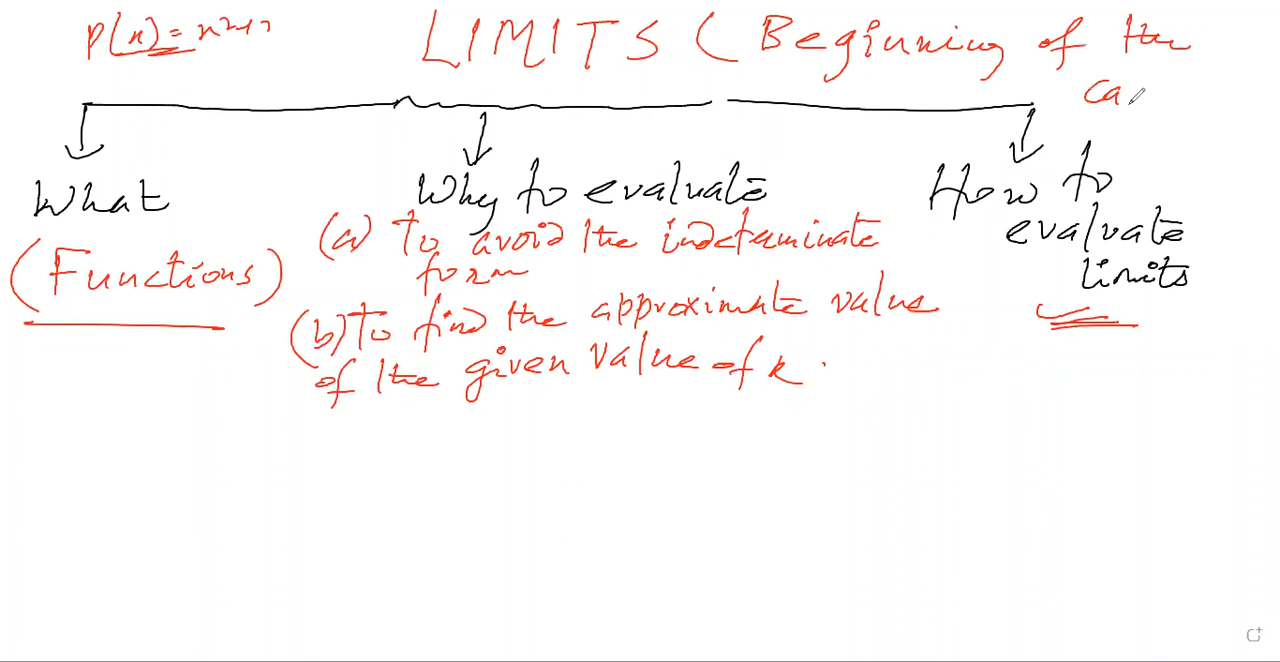 p(x) = x²+7
LIMITS ( Beginning of the
ca
What
Why to evaluate
How to
evaluate
limits
(Functions)
(a) To avoid the indeterminate
form
(b) To find the approximate value
of the given value of x.